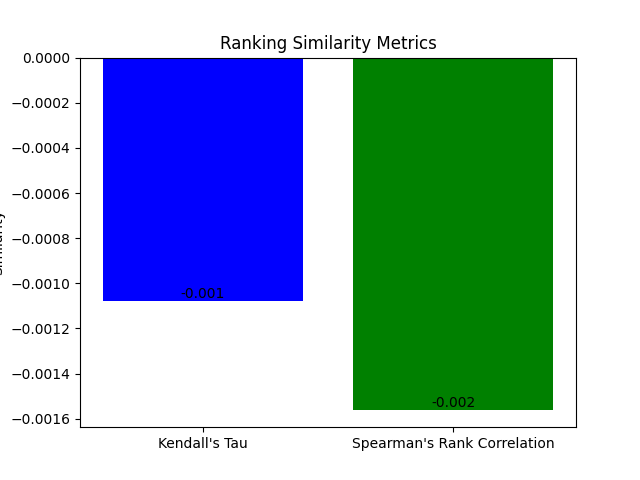 Ranking Similarity Metrics
0.0000
−0.0002
−0.0004
−0.0006
−0.0008
−0.0010
−0.0012
−0.0014
−0.0016
Similarity
-0.001
-0.002
Kendall's Tau
Spearman's Rank Correlation